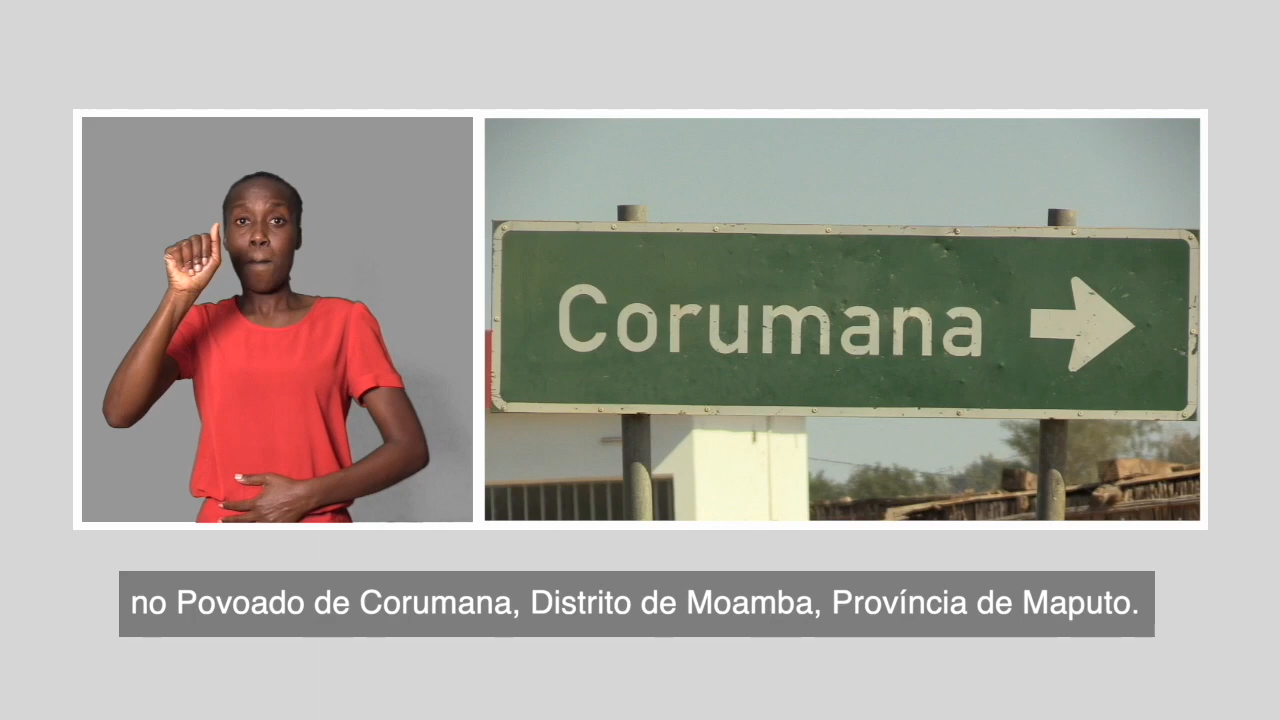 Corumana
no Povoado de Corumana, Distrito de Moamba, Província de Maputo.